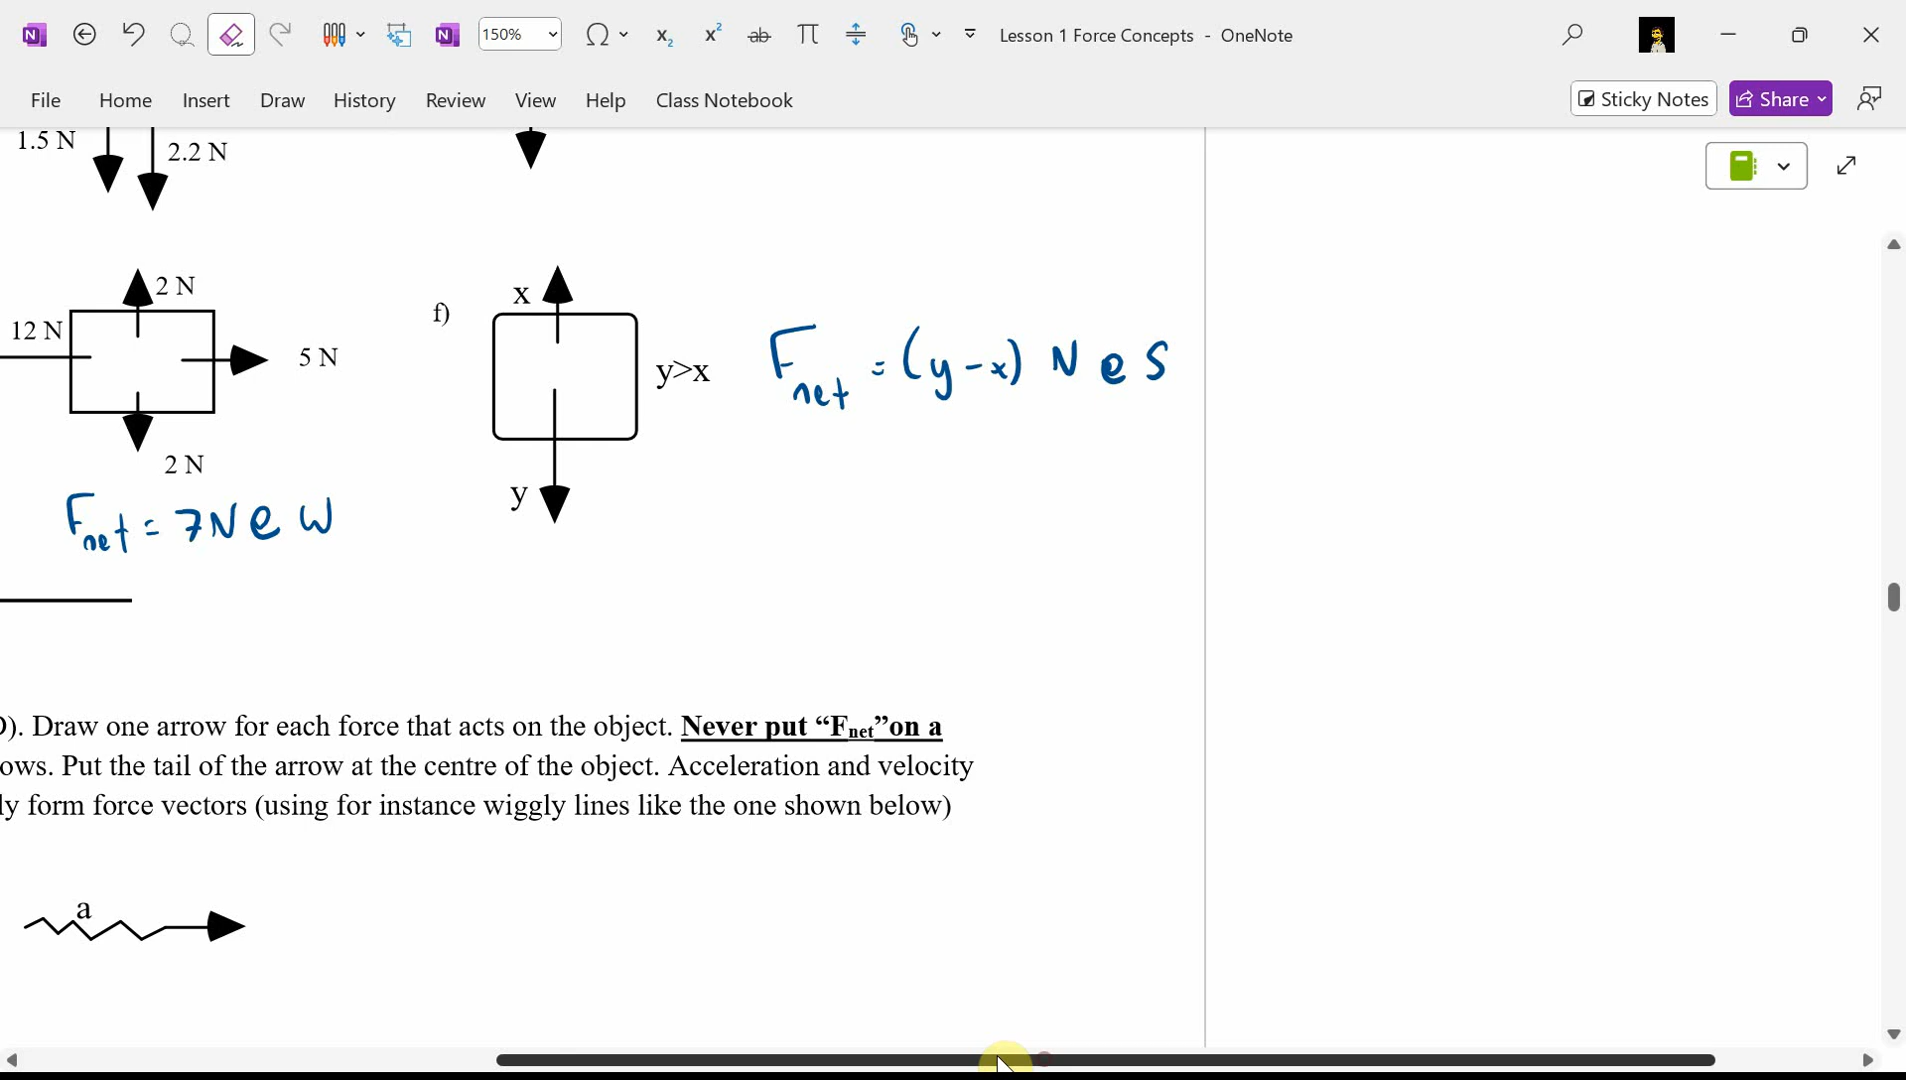 150%
Lesson 1 Force Concepts - OneNote
File Home Insert Draw History Review View Help Class Notebook
Sticky Notes
Share
1.5 N
2.2 N
2 N
12 N
5 N
2 N
Fnet = 7N @ W
f)
x
y>x
y
Fnet = (y-x) N @ S
). Draw one arrow for each force that acts on the object. Never put “Fnet”on a
ows. Put the tail of the arrow at the centre of the object. Acceleration and velocity
ly form force vectors (using for instance wiggly lines like the one shown below)
a